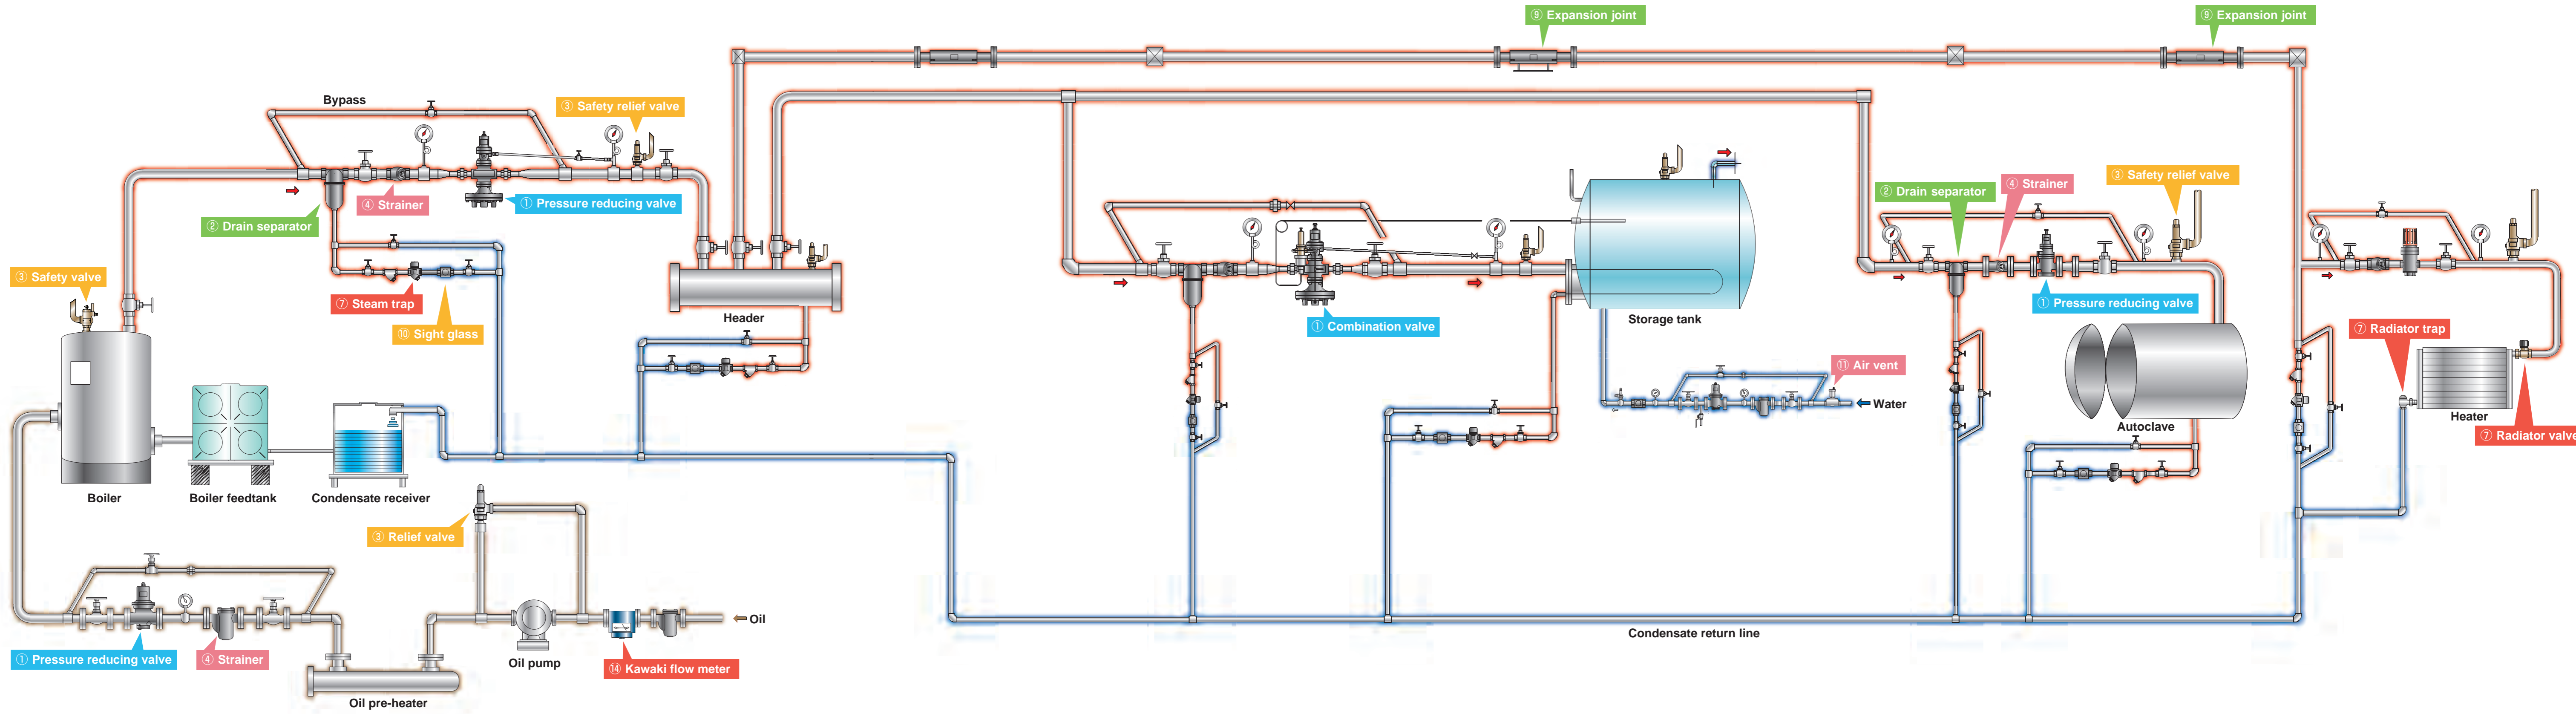 ⑨ Expansion joint
⑨ Expansion joint
Bypass
③ Safety relief valve
④ Strainer
① Pressure reducing valve
② Drain separator
② Drain separator
④ Strainer
③ Safety relief valve
③ Safety valve
⑦ Steam trap
⑩ Sight glass
Header
① Combination valve
Storage tank
① Pressure reducing valve
⑦ Radiator trap
⑪ Air vent
Water
Autoclave
Heater
⑦ Radiator valve
Boiler
Boiler feedtank
Condensate receiver
③ Relief valve
Oil
Condensate return line
① Pressure reducing valve
④ Strainer
Oil pump
⑭ Kawaki flow meter
Oil pre-heater